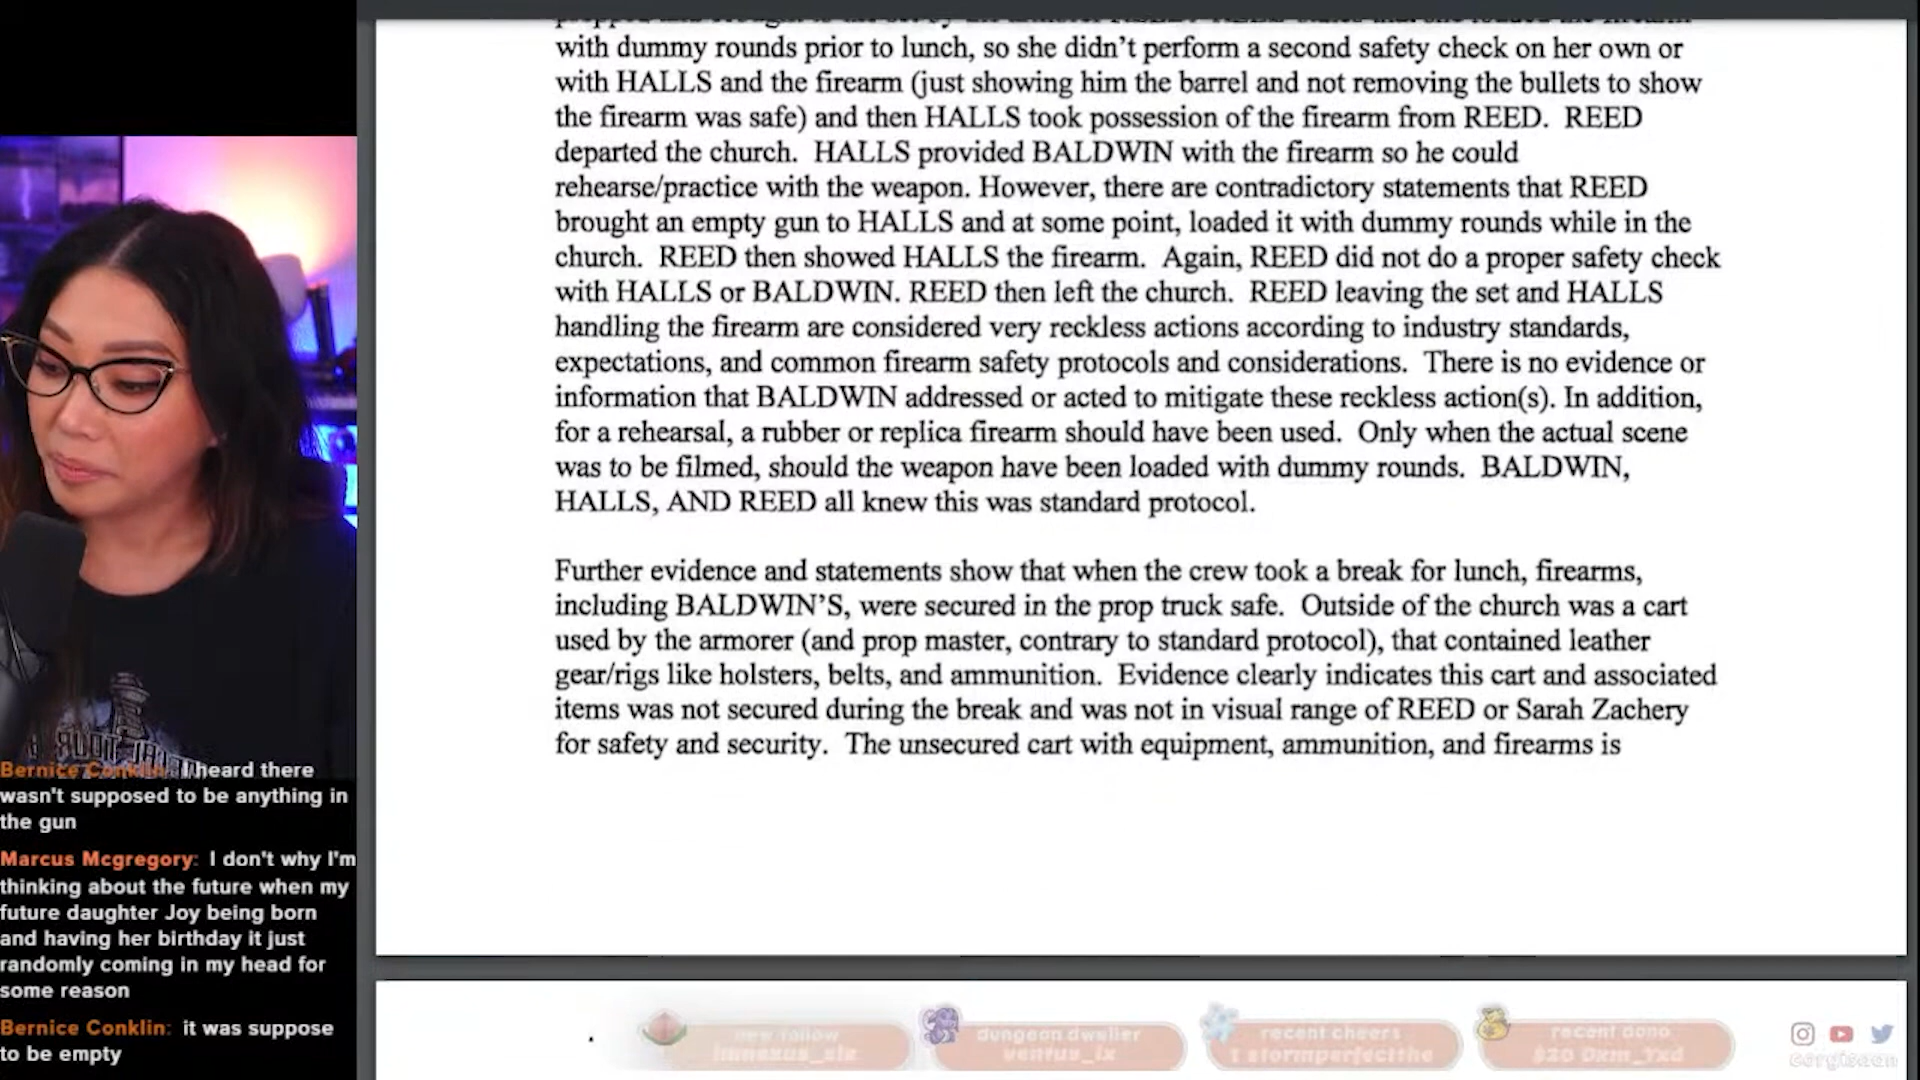 with dummy rounds prior to lunch, so she didn't perform a second safety check on her own or
with HALLS and the firearm (just showing him the barrel and not removing the bullets to show
the firearm was safe) and then HALLS took possession of the firearm from REED.  REED
departed the church.  HALLS provided BALDWIN with the firearm so he could
rehearse/practice with the weapon. However, there are contradictory statements that REED
brought an empty gun to HALLS and at some point, loaded it with dummy rounds while in the
church.  REED then showed HALLS the firearm.  Again, REED did not do a proper safety check
with HALLS or BALDWIN. REED then left the church.  REED leaving the set and HALLS
handling the firearm are considered very reckless actions according to industry standards,
expectations, and common firearm safety protocols and considerations.  There is no evidence or
information that BALDWIN addressed or acted to mitigate these reckless action(s). In addition,
for a rehearsal, a rubber or replica firearm should have been used.  Only when the actual scene
was to be filmed, should the weapon have been loaded with dummy rounds.  BALDWIN,
HALLS, AND REED all knew this was standard protocol.
Further evidence and statements show that when the crew took a break for lunch, firearms,
including BALDWIN'S, were secured in the prop truck safe.  Outside of the church was a cart
used by the armorer (and prop master, contrary to standard protocol), that contained leather
gear/rigs like holsters, belts, and ammunition.  Evidence clearly indicates this cart and associated
items was not secured during the break and was not in visual range of REED or Sarah Zachery
for safety and security.  The unsecured cart with equipment, ammunition, and firearms is
Bernice Conklin: I heard there
wasn't supposed to be anything in
the gun
Marcus Mcgregory: I don't why I'm
thinking about the future when my
future daughter Joy being born
and having her birthday it just
randomly coming in my head for
some reason
Bernice Conklin: it was suppose
to be empty
new follow
dungeon dweller
ventus_ix
recent cheers
recent dono
$20